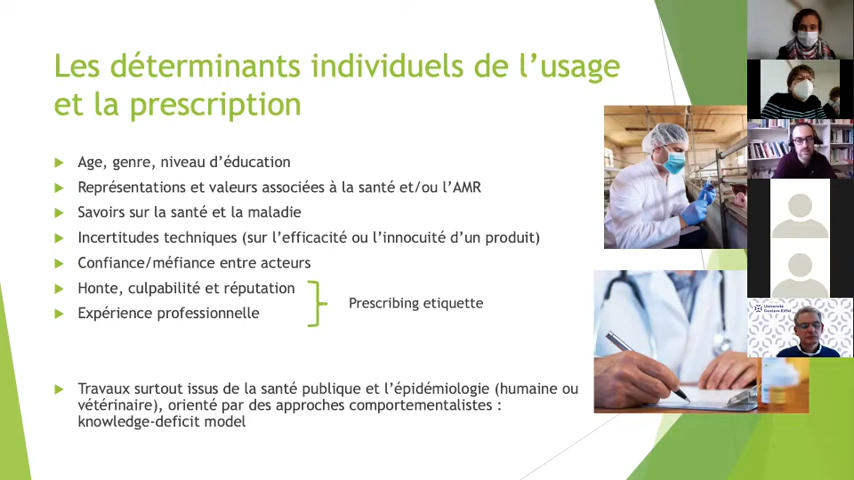 Les déterminants individuels de l'usage
et la prescription
Age, genre, niveau d'éducation
Représentations et valeurs associées à la santé et/ou l'AMR
Savoirs sur la santé et la maladie
Incertitudes techniques (sur l'efficacité ou l'innocuité d'un produit)
Confiance/méfiance entre acteurs
Honte, culpabilité et réputation
Expérience professionnelle
Prescribing etiquette
Travaux surtout issus de la santé publique et l'épidémiologie (humaine ou
vétérinaire), orienté par des approches comportementalistes :
knowledge-deficit model
Université
Gustave Eiffel